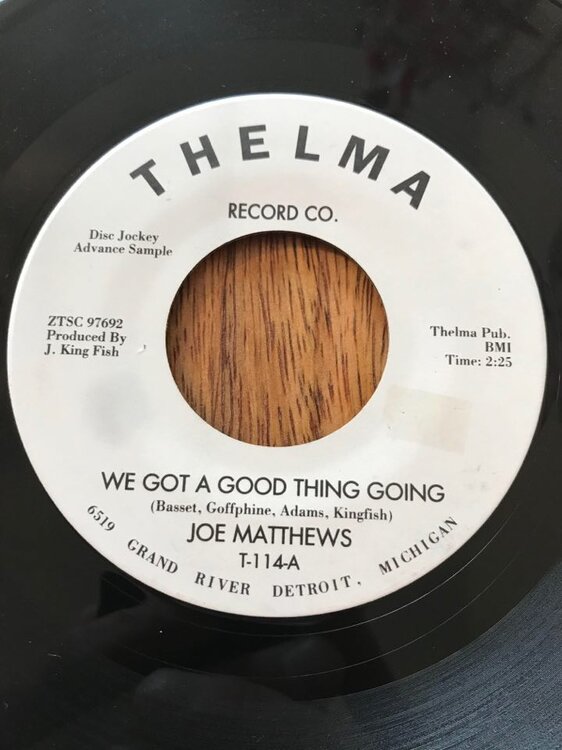 THELMA
RECORD CO.
Disc Jockey
Advance Sample
ZTSC 97692
Produced By
J. King Fish
Thelma Pub.
BMI
Time: 2:25
WE GOT A GOOD THING GOING
(Basset, Goffphine, Adams, Kingfish)
JOE MATTHEWS
T-114-A
6519 GRAND RIVER DETROIT, MICHIGAN